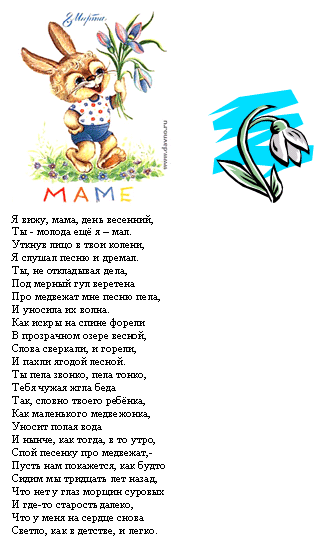 8 Марта
www.davno.ru
МАМЕ
Я вижу, мама, день весенний,
Ты - молода ещё я – мал.
Уткнув лицо в твои колени,
Я слушал песню и дремал.
Ты, не откладывая дела,
Под мерный гул веретена
Про медвежат мне песню пела,
И уносила их волна.
Как искры на спине форели
В прозрачном озере весной,
Слова сверкали, и горели,
И пахли ягодой лесной.
Ты пела звонко, пела тонко,
Тебя чужая жгла беда
Так, словно твоего ребёнка,
Как маленького медвежонка,
Уносит полая вода
И нынче, как тогда, в то утро,
Спой песенку про медвежат,-
Пусть нам покажется, как будто
Сидим мы тридцать лет назад,
Что нет у глаз морщин суровых
И где-то старость далеко,
Что у меня на сердце снова
Светло, как в детстве, и легко.